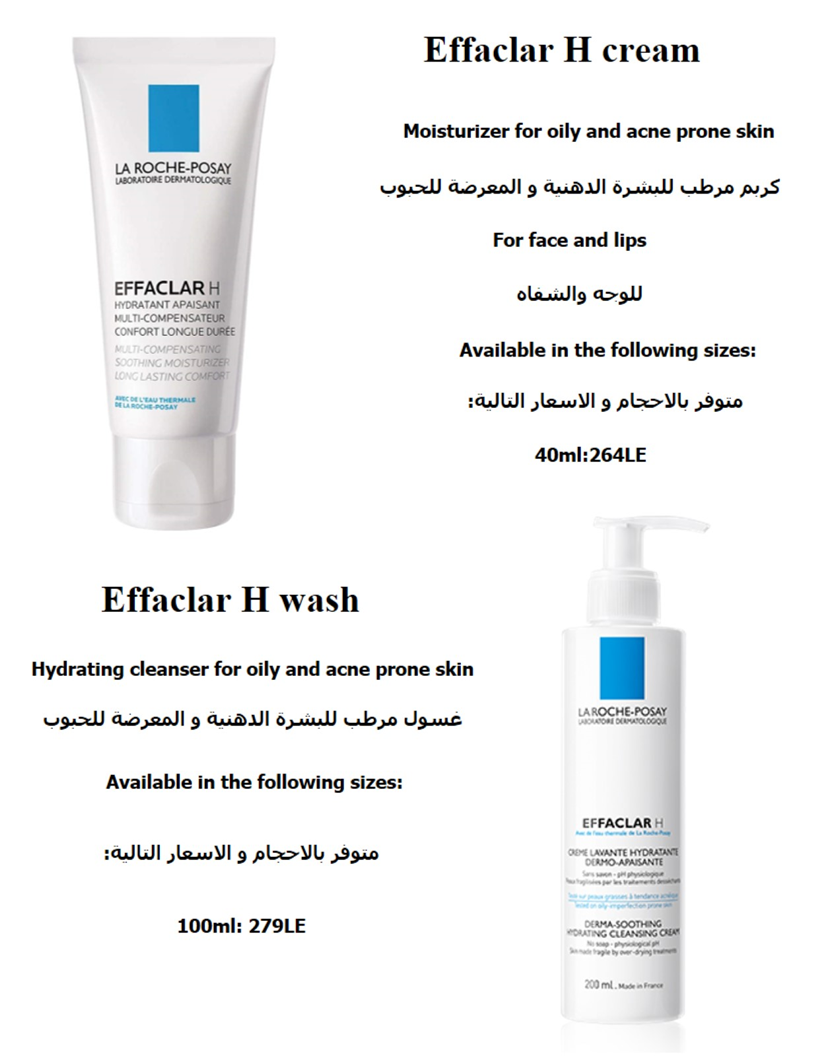 Effaclar H cream
Moisturizer for oily and acne prone skin
كريم مرطب للبشرة الدهنية و المعرضة للحبوب
For face and lips
للوجه والشفاه
Available in the following sizes:
متوفر بالاحجام و الاسعار التالية:
40ml:264LE
LA ROCHE-POSAY
LABORATOIRE DERMATOLOGIQUE
EFFACLAR H
HYDRATANT APAISANT
MULTI-COMPENSATEUR
CONFORT LONGUE DURÉE
MULTI-COMPENSATING
SOOTHING MOISTURIZER
LONG LASTING COMFORT
AVEC DE L'EAU THERMALE
DE LA ROCHE-POSAY
Effaclar H wash
Hydrating cleanser for oily and acne prone skin
غسول مرطب للبشرة الدهنية و المعرضة للحبوب
Available in the following sizes:
متوفر بالاحجام و الاسعار التالية:
100ml: 279LE
LA ROCHE-POSAY
LABORATOIRE DERMATOLOGIQUE
EFFACLAR H
Avec de l'eau thermale de La Roche-Posay
CRÈME LAVANTE HYDRATANTE
DERMO-APAISANTE
Sans savon - pH physiologique
Peaux fragilisées par les traitements
DERMA-SOOTHING
HYDRATING CLEANSING CREAM
No soap - physiological pH
Skin made fragile by over-drying treatments
200 ml. Made in France